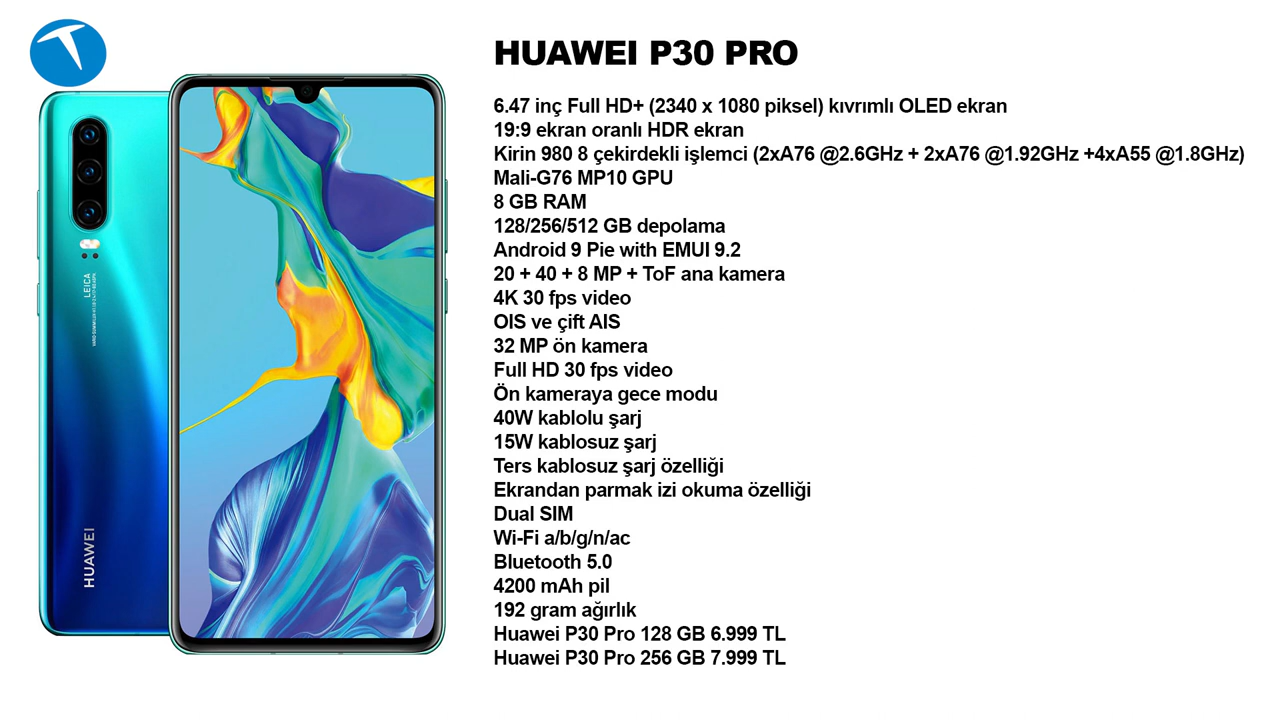 HUAWEI P30 PRO
6.47 inç Full HD+ (2340 x 1080 piksel) kıvrımlı OLED ekran
19:9 ekran oranlı HDR ekran
Kirin 980 8 çekirdekli işlemci (2xA76 @2.6GHz + 2xA76 @1.92GHz +4xA55 @1.8GHz)
Mali-G76 MP10 GPU
8 GB RAM
128/256/512 GB depolama
Android 9 Pie with EMUI 9.2
20 + 40 + 8 MP + ToF ana kamera
4K 30 fps video
OIS ve çift AIS
32 MP ön kamera
Full HD 30 fps video
Ön kameraya gece modu
40W kablolu şarj
15W kablosuz şarj
Ters kablosuz şarj özelliği
Ekrandan parmak izi okuma özelliği
Dual SIM
Wi-Fi a/b/g/n/ac
Bluetooth 5.0
4200 mAh pil
192 gram ağırlık
Huawei P30 Pro 128 GB 6.999 TL
Huawei P30 Pro 256 GB 7.999 TL
LEICA
HUAWEI